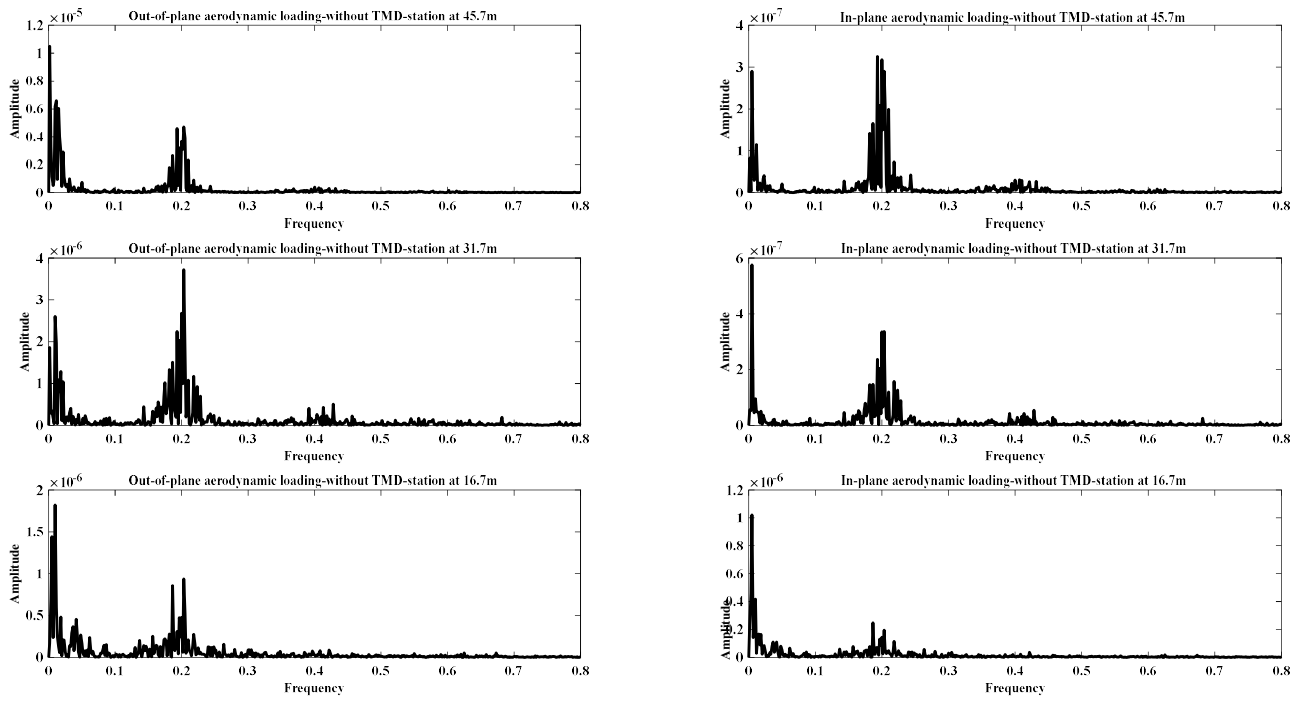 Out-of-plane aerodynamic loading-without TMD-station at 45.7m
×10⁻⁵
1.2
1
0.8
0.6
0.4
0.2
0
Amplitude
0 0.1 0.2 0.3 0.4 0.5 0.6 0.7 0.8
Frequency
In-plane aerodynamic loading-without TMD-station at 45.7m
×10⁻⁷
4
3
2
1
0
Amplitude
0 0.1 0.2 0.3 0.4 0.5 0.6 0.7 0.8
Frequency
Out-of-plane aerodynamic loading-without TMD-station at 31.7m
×10⁻⁶
4
3
2
1
0
Amplitude
0 0.1 0.2 0.3 0.4 0.5 0.6 0.7 0.8
Frequency
In-plane aerodynamic loading-without TMD-station at 31.7m
×10⁻⁷
6
4
2
0
Amplitude
0 0.1 0.2 0.3 0.4 0.5 0.6 0.7 0.8
Frequency
Out-of-plane aerodynamic loading-without TMD-station at 16.7m
×10⁻⁶
2
1.5
1
0.5
0
Amplitude
0 0.1 0.2 0.3 0.4 0.5 0.6 0.7 0.8
Frequency
In-plane aerodynamic loading-without TMD-station at 16.7m
×10⁻⁶
1.2
1
0.8
0.6
0.4
0.2
0
Amplitude
0 0.1 0.2 0.3 0.4 0.5 0.6 0.7 0.8
Frequency